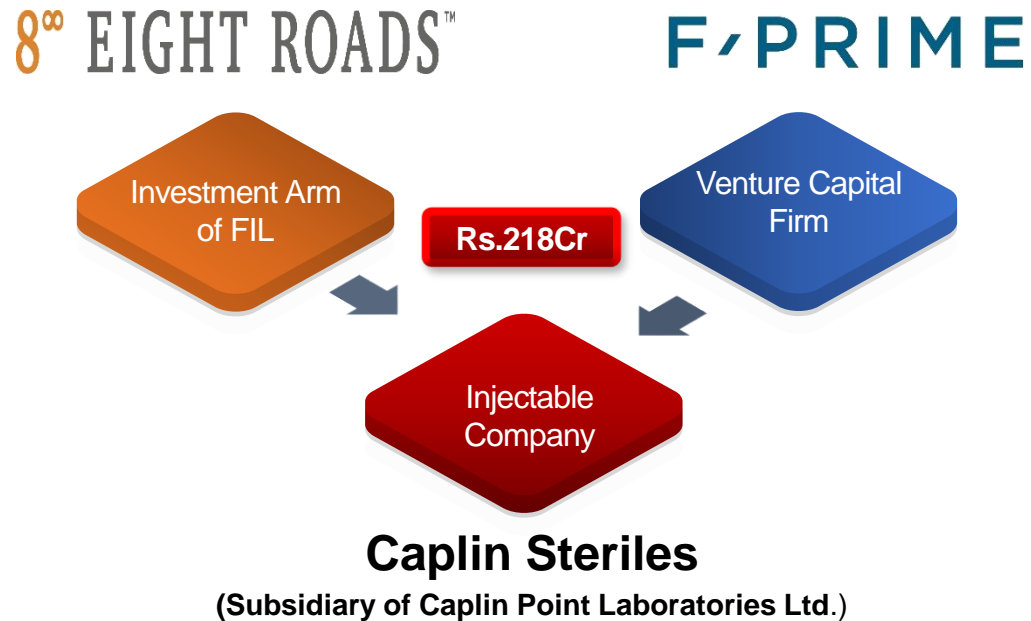 8∞ EIGHT ROADS™
F-PRIME
Investment Arm
of FIL
Rs.218Cr
Venture Capital
Firm
Injectable
Company
Caplin Steriles
(Subsidiary of Caplin Point Laboratories Ltd.)